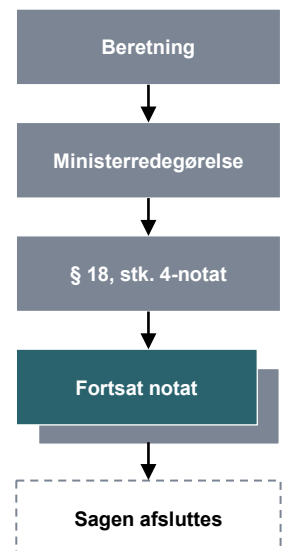 Beretning
Ministerredegørelse
§ 18, stk. 4-notat
Fortsat notat
Sagen afsluttes